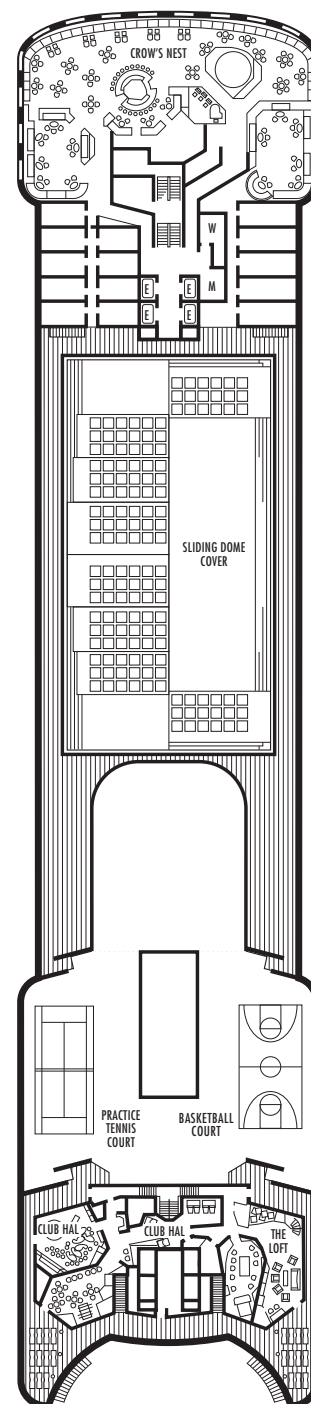 CROW'S NEST
W
M
E
E
E
E
SLIDING DOME
COVER
PRACTICE
TENNIS
COURT
BASKETBALL
COURT
CLUB HAL
CLUB HAL
THE
LOFT